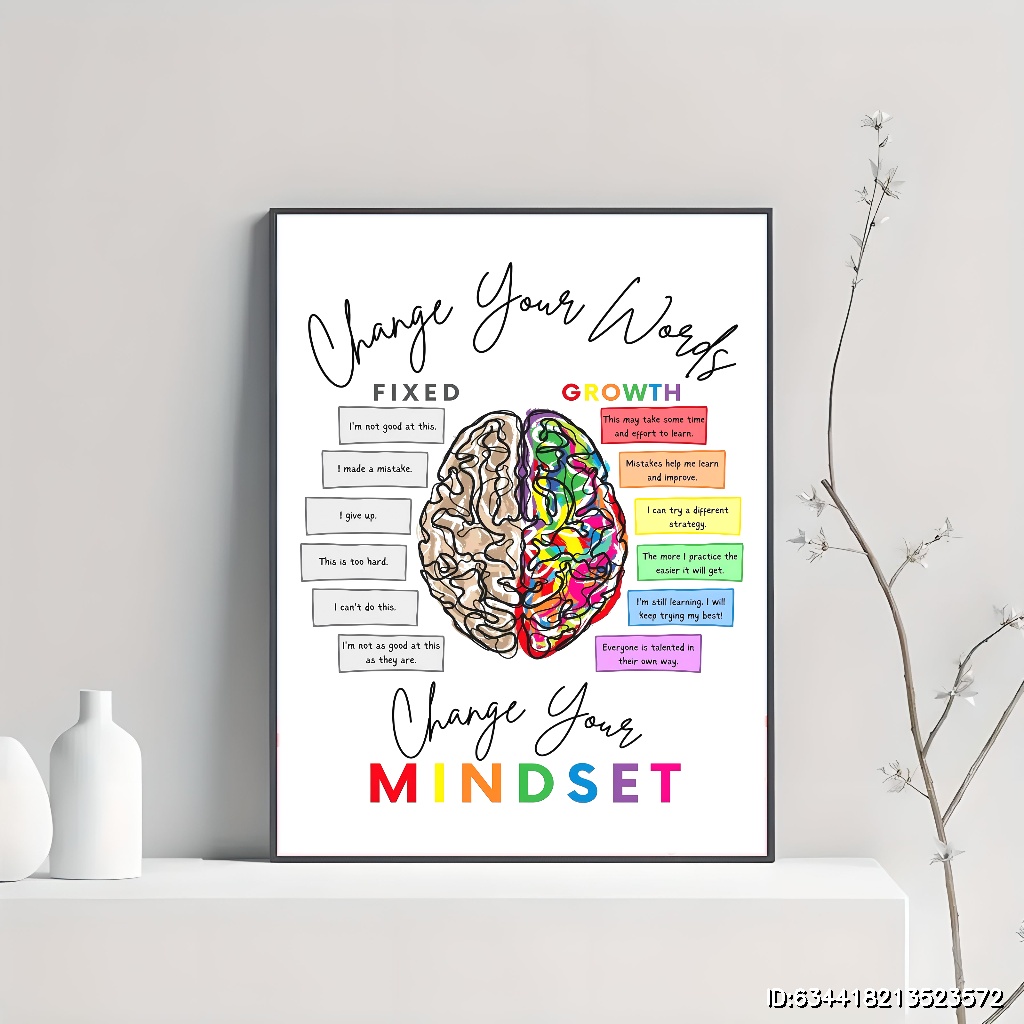 Change Your Words
FIXED
GROWTH
I'm not good at this.
This may take some time
and effort to learn.
I made a mistake.
Mistakes help me learn
and improve.
I give up.
I can try a different
strategy.
This is too hard.
The more I practice the
easier it will get.
I can't do this.
I'm still learning, I will
keep trying my best!
I'm not as good at this
as they are.
Everyone is talented in
their own way.
Change Your
MINDSET
ID:634418213523572